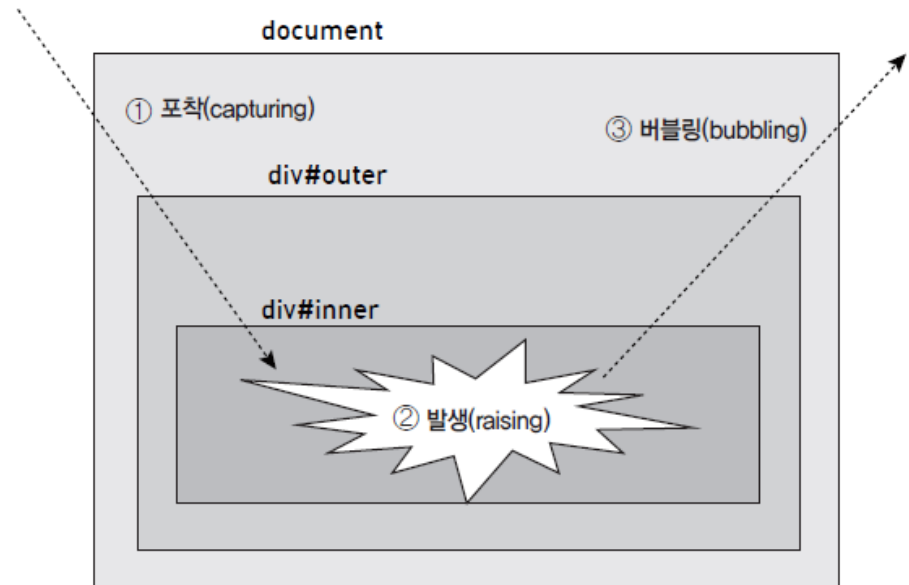 document
① 포착(capturing)
③ 버블링(bubbling)
div#outer
div#inner
② 발생(raising)